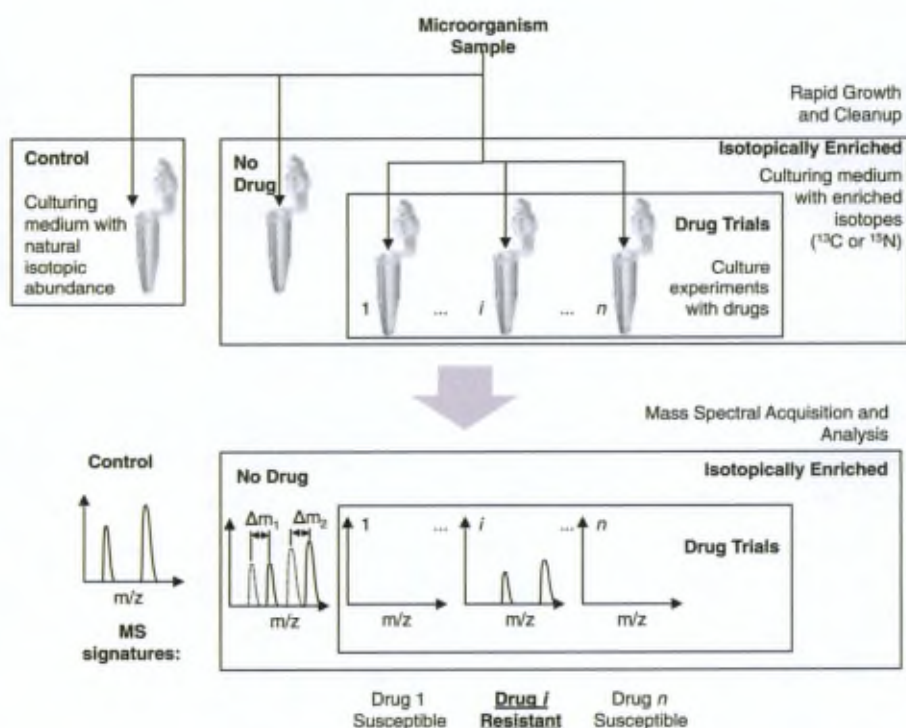 Microorganism
Sample
Rapid Growth
and Cleanup
Control
Culturing
medium with
natural
isotopic
abundance
No
Drug
Isotopically Enriched
Culturing medium
with enriched
isotopes
(¹³C or ¹⁵N)
Drug Trials
Culture
experiments
with drugs
1 ... i ... n
Mass Spectral Acquisition and
Analysis
Control
m/z
MS
signatures:
No Drug
Isotopically Enriched
Δm₁ Δm₂
m/z
1 ... i ... n
Drug Trials
m/z m/z m/z
Drug 1 Drug i Drug n
Susceptible Resistant Susceptible